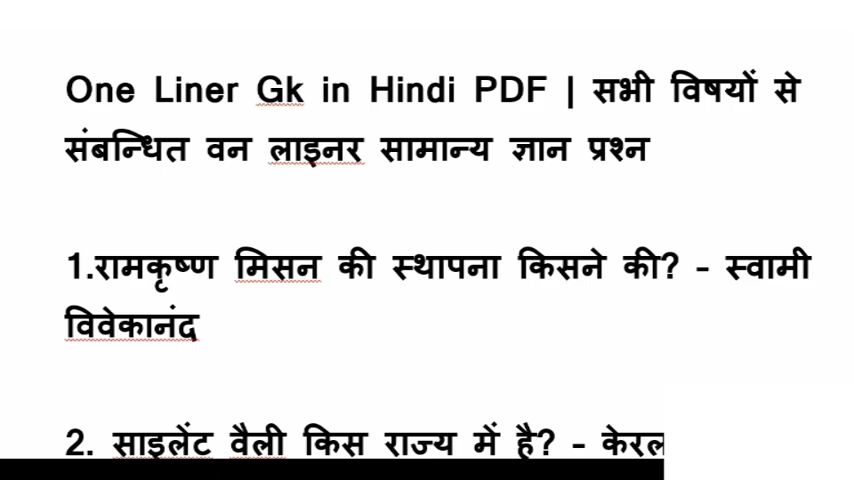 One Liner Gk in Hindi PDF | सभी विषयों से
संबन्धित वन लाइनर सामान्य ज्ञान प्रश्न
1.रामकृष्ण मिसन की स्थापना किसने की? - स्वामी
विवेकानंद
2. साइलेंट वैली किस राज्य में है? - केरल